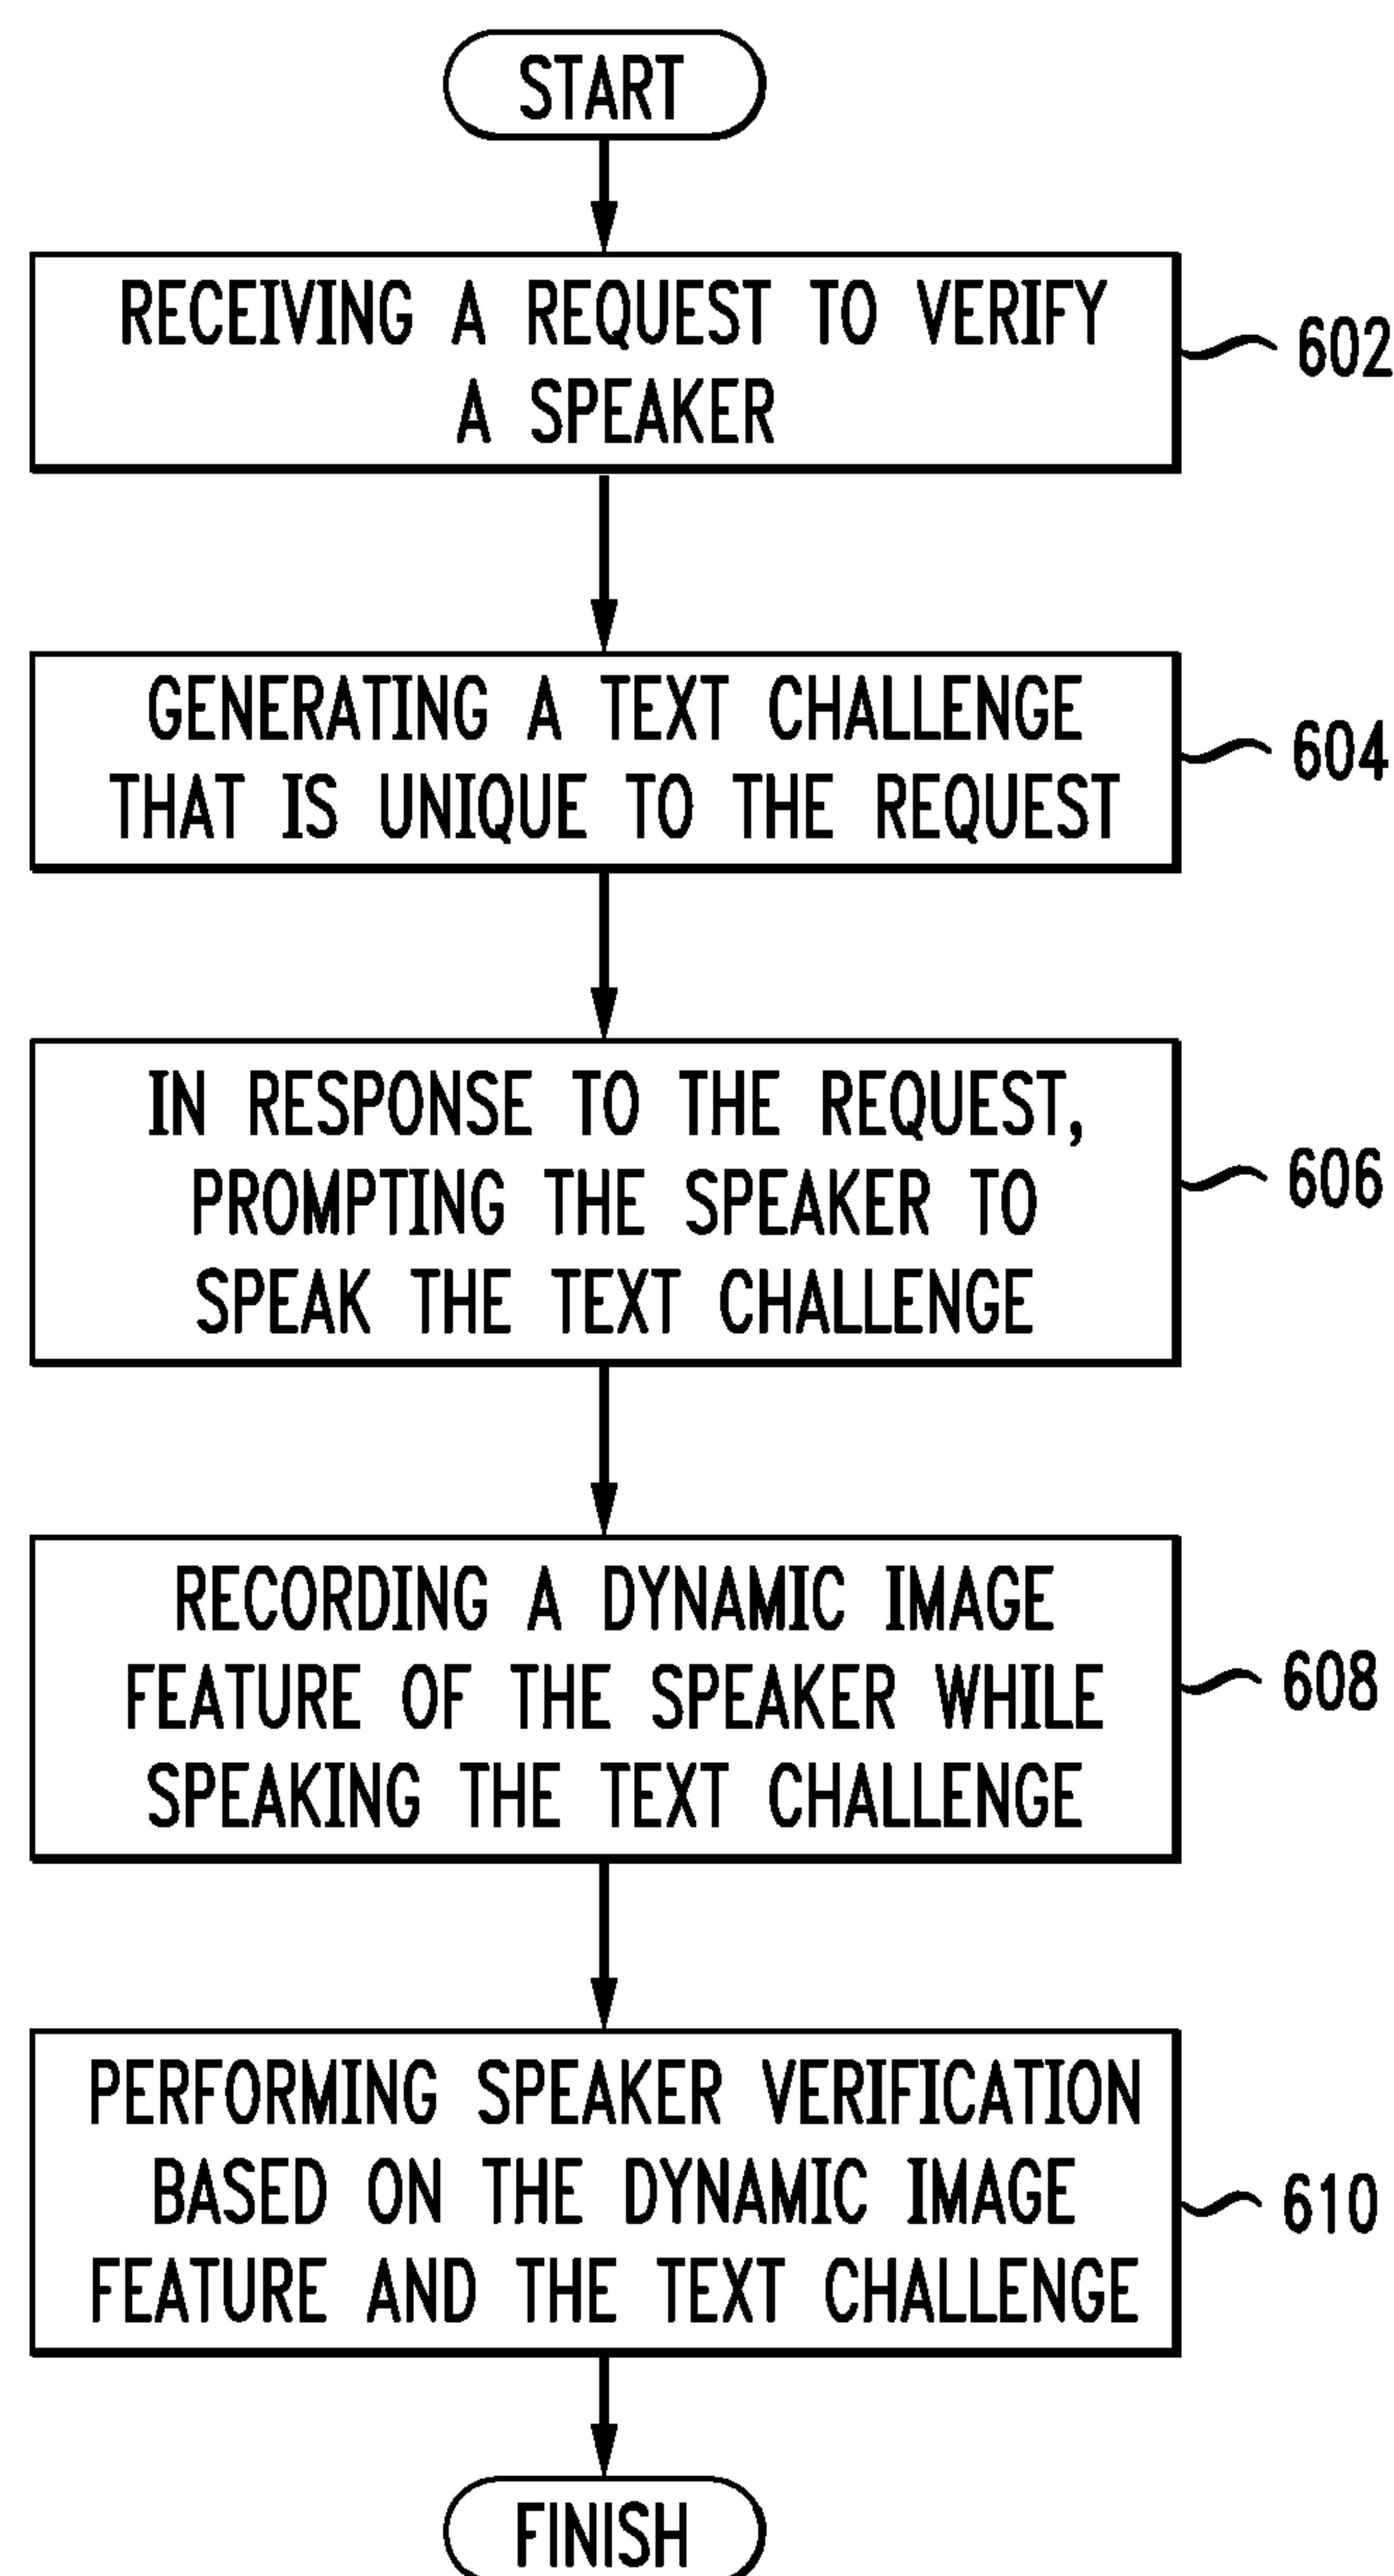 START
RECEIVING A REQUEST TO VERIFY
A SPEAKER
602
GENERATING A TEXT CHALLENGE
THAT IS UNIQUE TO THE REQUEST
604
IN RESPONSE TO THE REQUEST,
PROMPTING THE SPEAKER TO
SPEAK THE TEXT CHALLENGE
606
RECORDING A DYNAMIC IMAGE
FEATURE OF THE SPEAKER WHILE
SPEAKING THE TEXT CHALLENGE
608
PERFORMING SPEAKER VERIFICATION
BASED ON THE DYNAMIC IMAGE
FEATURE AND THE TEXT CHALLENGE
610
FINISH